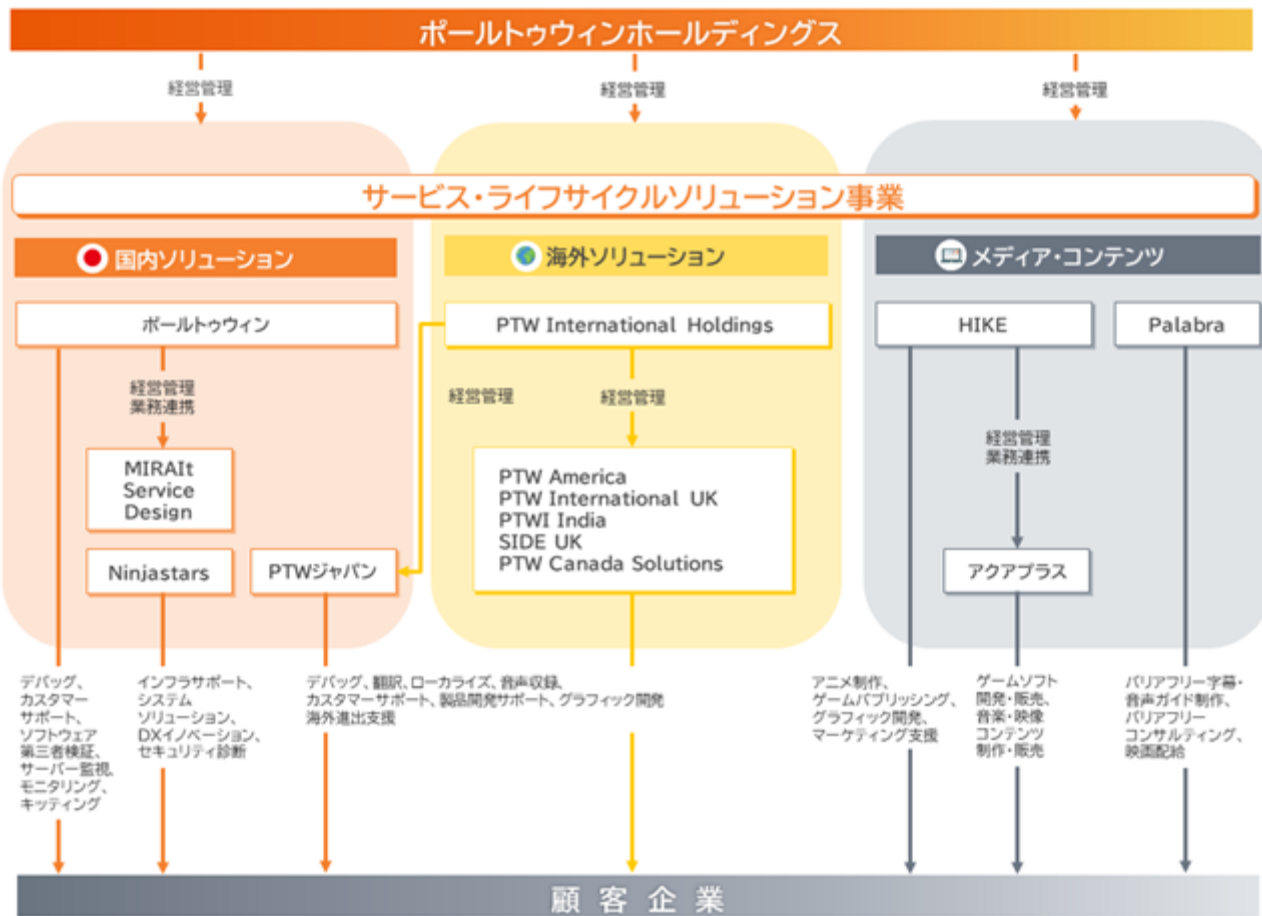 ポールトゥウィンホールディングス
経営管理
経営管理
経営管理
サービス・ライフサイクルソリューション事業
国内ソリューション
海外ソリューション
メディア・コンテンツ
ポールトゥウィン
PTW International Holdings
HIKE
Palabra
経営管理
業務連携
経営管理
経営管理
経営管理
業務連携
MIRAIt
Service
Design
PTW America
PTW International UK
PTWI India
SIDE UK
PTW Canada Solutions
Ninjastars
PTWジャパン
アクアプラス
デバッグ、
カスタマー
サポート、
ソフトウェア
第三者検証、
サーバー監視、
モニタリング、
キッティング
インフラサポート、
システム
ソリューション、
DXイノベーション、
セキュリティ診断
デバッグ、翻訳、ローカライズ、音声収録、
カスタマーサポート、製品開発サポート、グラフィック開発
海外進出支援
アニメ制作、
ゲームパブリッシング、
グラフィック開発、
マーケティング支援
ゲームソフト
開発・販売、
音楽・映像
コンテンツ
制作・販売
バリアフリー字幕・
音声ガイド制作、
バリアフリー
コンサルティング、
映画配給
顧客企業